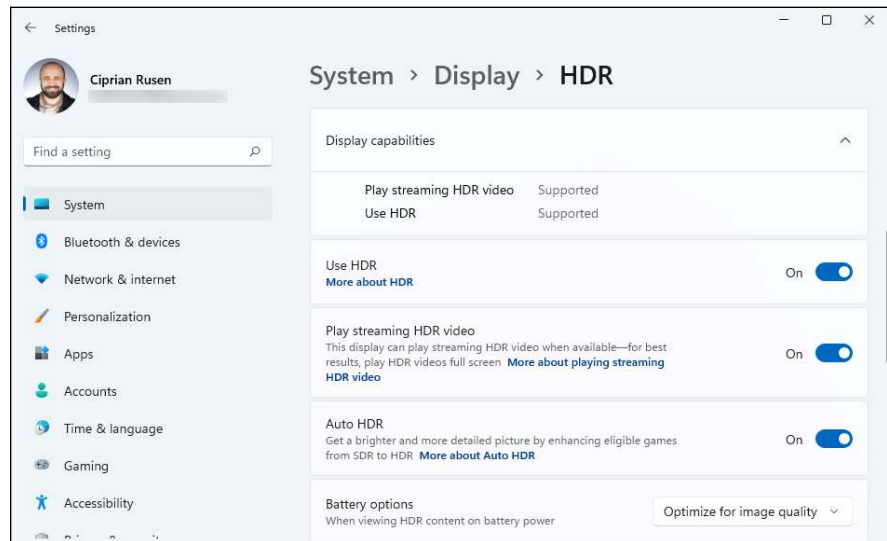 Settings
Ciprian Rusen
System > Display > HDR
Find a setting
System
Bluetooth & devices
Network & internet
Personalization
Apps
Accounts
Time & language
Gaming
Accessibility
Display capabilities
Play streaming HDR video Supported
Use HDR Supported
Use HDR
More about HDR
On
Play streaming HDR video
This display can play streaming HDR video when available—for best
results, play HDR videos full screen More about playing streaming
HDR video
On
Auto HDR
Get a brighter and more detailed picture by enhancing eligible games
from SDR to HDR More about Auto HDR
On
Battery options
When viewing HDR content on battery power
Optimize for image quality